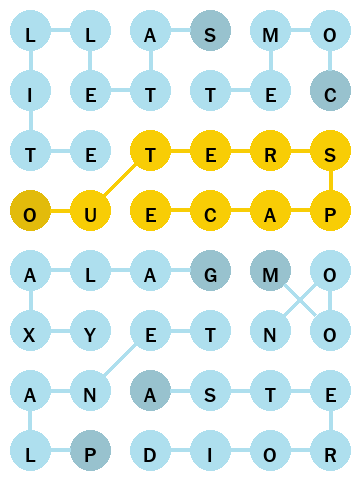 L L A S M O
I E T T E C
T E T E R S
O U E C A P
A L A G M O
X Y E T N O
A N A S T E
L P D I O R